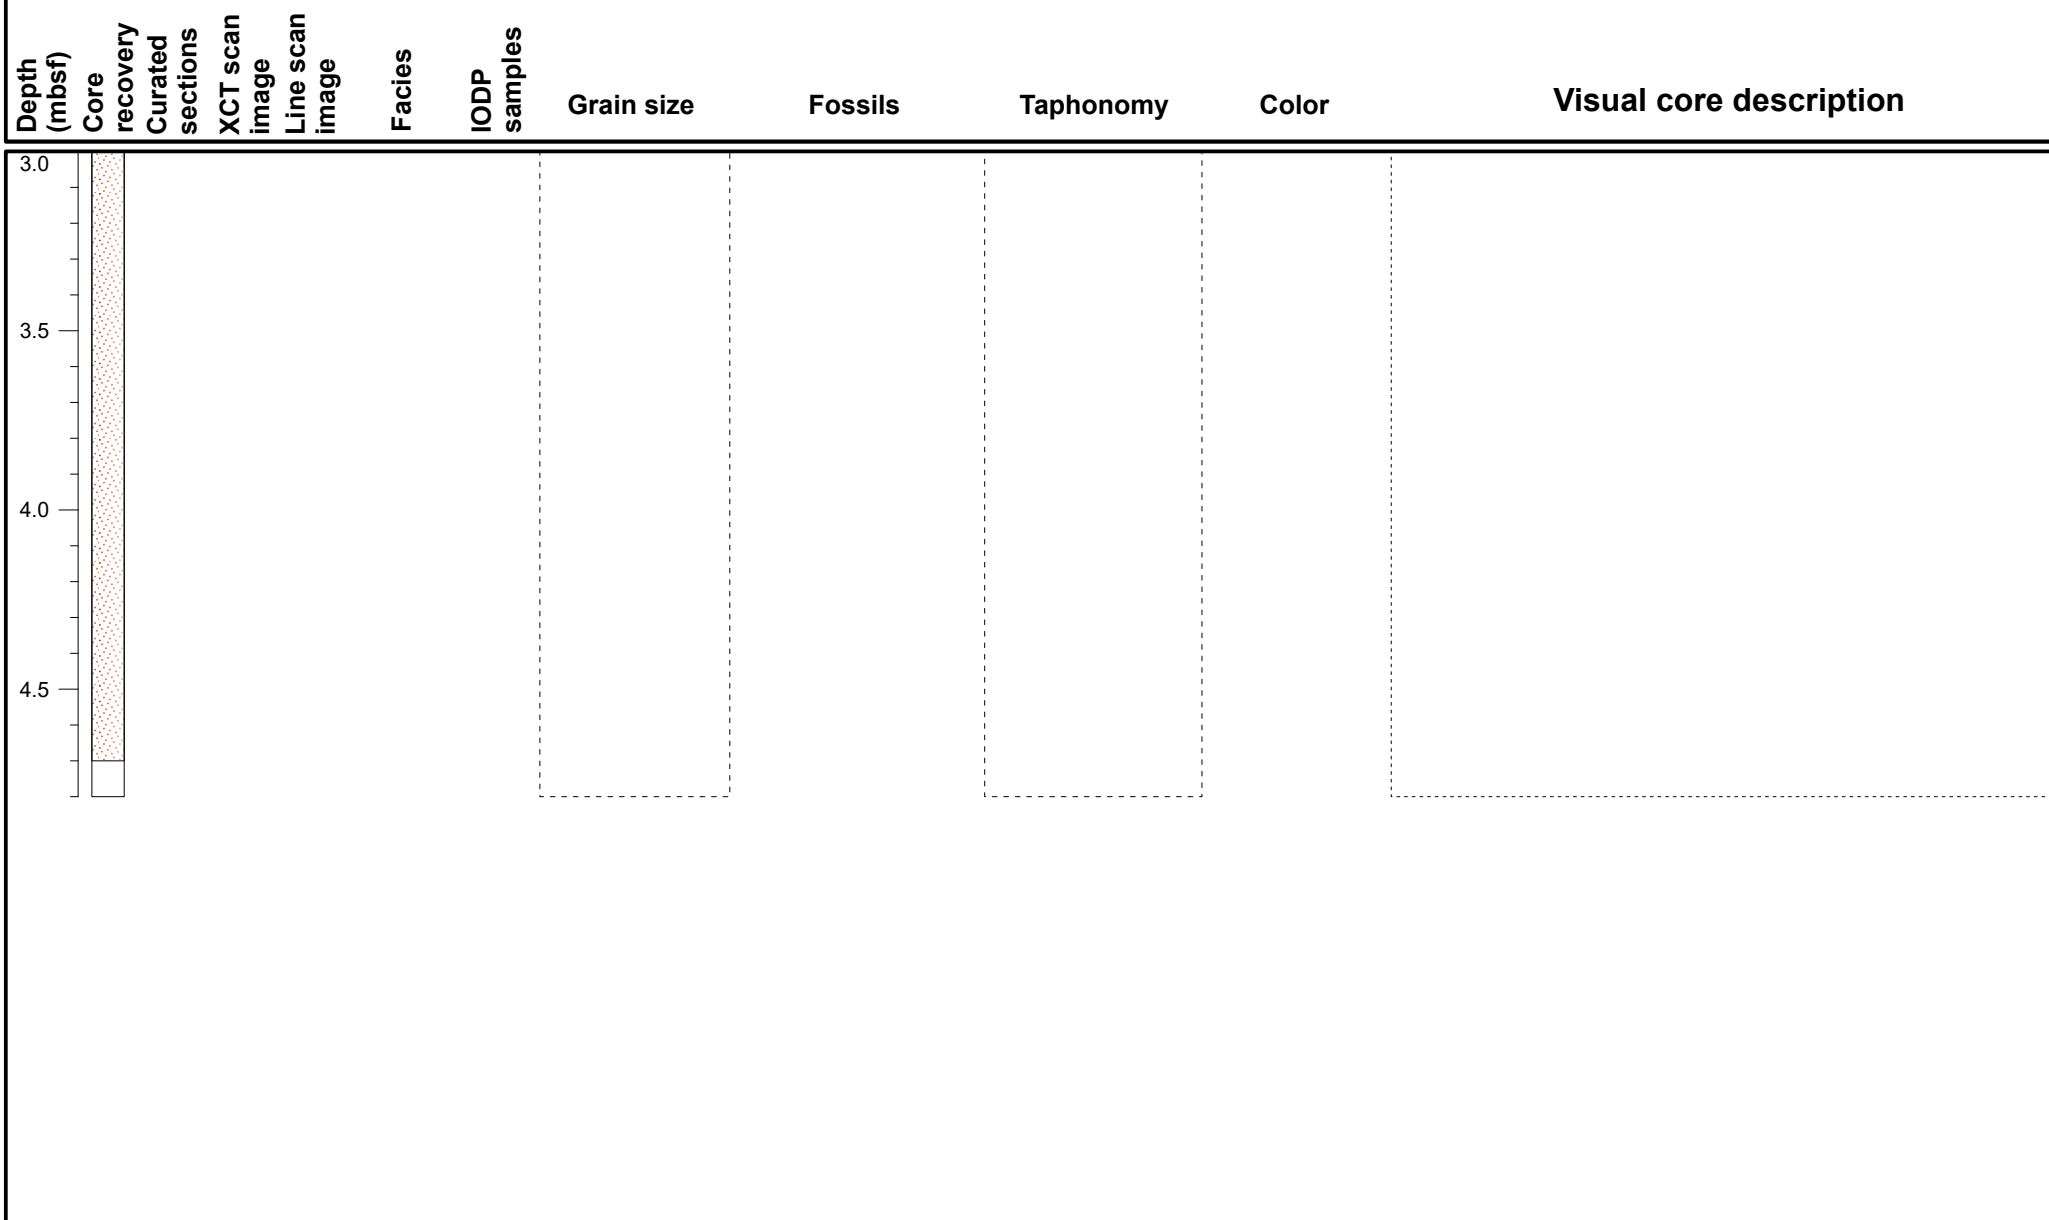 Depth
(mbsf)
Core
recovery
Curated
sections
XCT scan
image
Line scan
image
Facies
IODP
samples
Grain size
Fossils
Taphonomy
Color
Visual core description
3.0
3.5
4.0
4.5